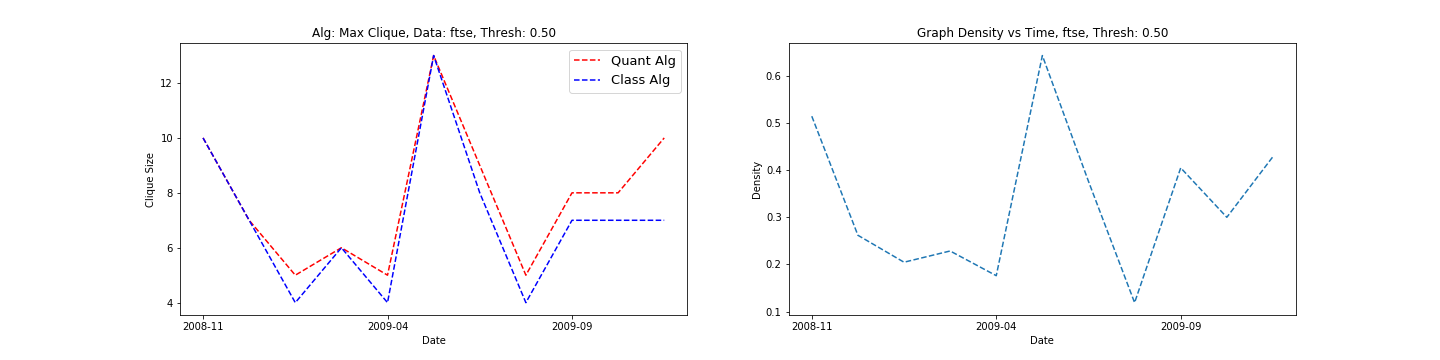 Alg: Max Clique, Data: ftse, Thresh: 0.50
Quant Alg
Class Alg
Clique Size
12
10
8
6
4
2008-11
2009-04
2009-09
Date
Graph Density vs Time, ftse, Thresh: 0.50
Density
0.6
0.5
0.4
0.3
0.2
0.1
2008-11
2009-04
2009-09
Date